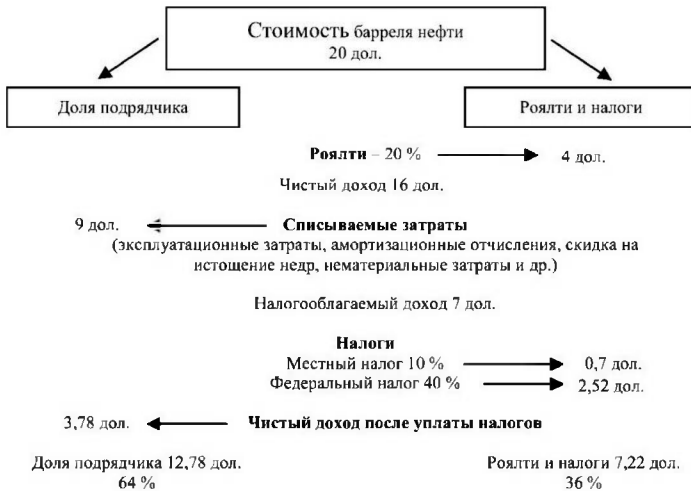 Стоимость барреля нефти
20 дол.
Доля подрядчика
Роялти и налоги
Роялти – 20 %
4 дол.
Чистый доход 16 дол.
9 дол.
Списываемые затраты
(эксплуатационные затраты, амортизационные отчисления, скидка на
истощение недр, нематериальные затраты и др.)
Налогооблагаемый доход 7 дол.
Налоги
Местный налог 10 %
0,7 дол.
Федеральный налог 40 %
2,52 дол.
3,78 дол.
Чистый доход после уплаты налогов
Доля подрядчика 12,78 дол.
64 %
Роялти и налоги 7,22 дол.
36 %